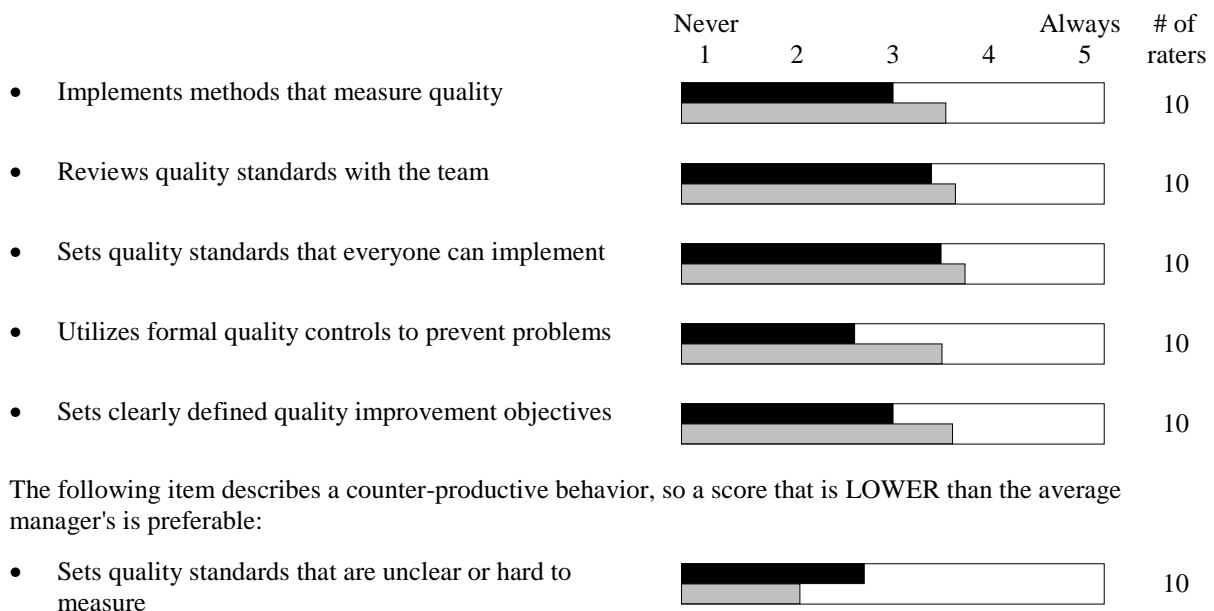 Never Always # of
1 2 3 4 5 raters
• Implements methods that measure quality 10
• Reviews quality standards with the team 10
• Sets quality standards that everyone can implement 10
• Utilizes formal quality controls to prevent problems 10
• Sets clearly defined quality improvement objectives 10
The following item describes a counter-productive behavior, so a score that is LOWER than the average
manager's is preferable:
• Sets quality standards that are unclear or hard to 10
measure